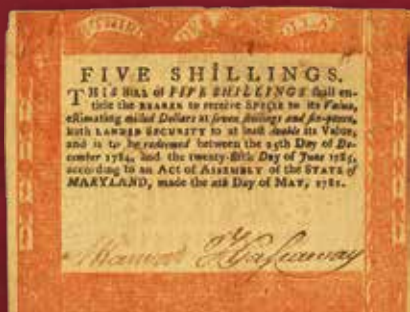 FIVE SHILLINGS.
THIS BILL of FIVE SHILLINGS shall en-
title the BEARER to receive SPECIE to its Value,
estimating milled Dollars at seven shillings and six-pence,
hath LANDED SECURITY to at least double its Value,
and is to be redeemed between the 25th Day of De-
cember 1784, and the twenty-fifth Day of June 1785,
according to an Act of ASSEMBLY of the STATE of
MARYLAND, made the Day of MAY, 1781.